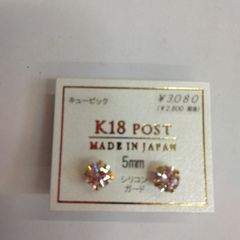 キュービック
¥3,080
(¥2,800 税抜)
K18 POST
MADE IN JAPAN
5mm
シリコン
ガード